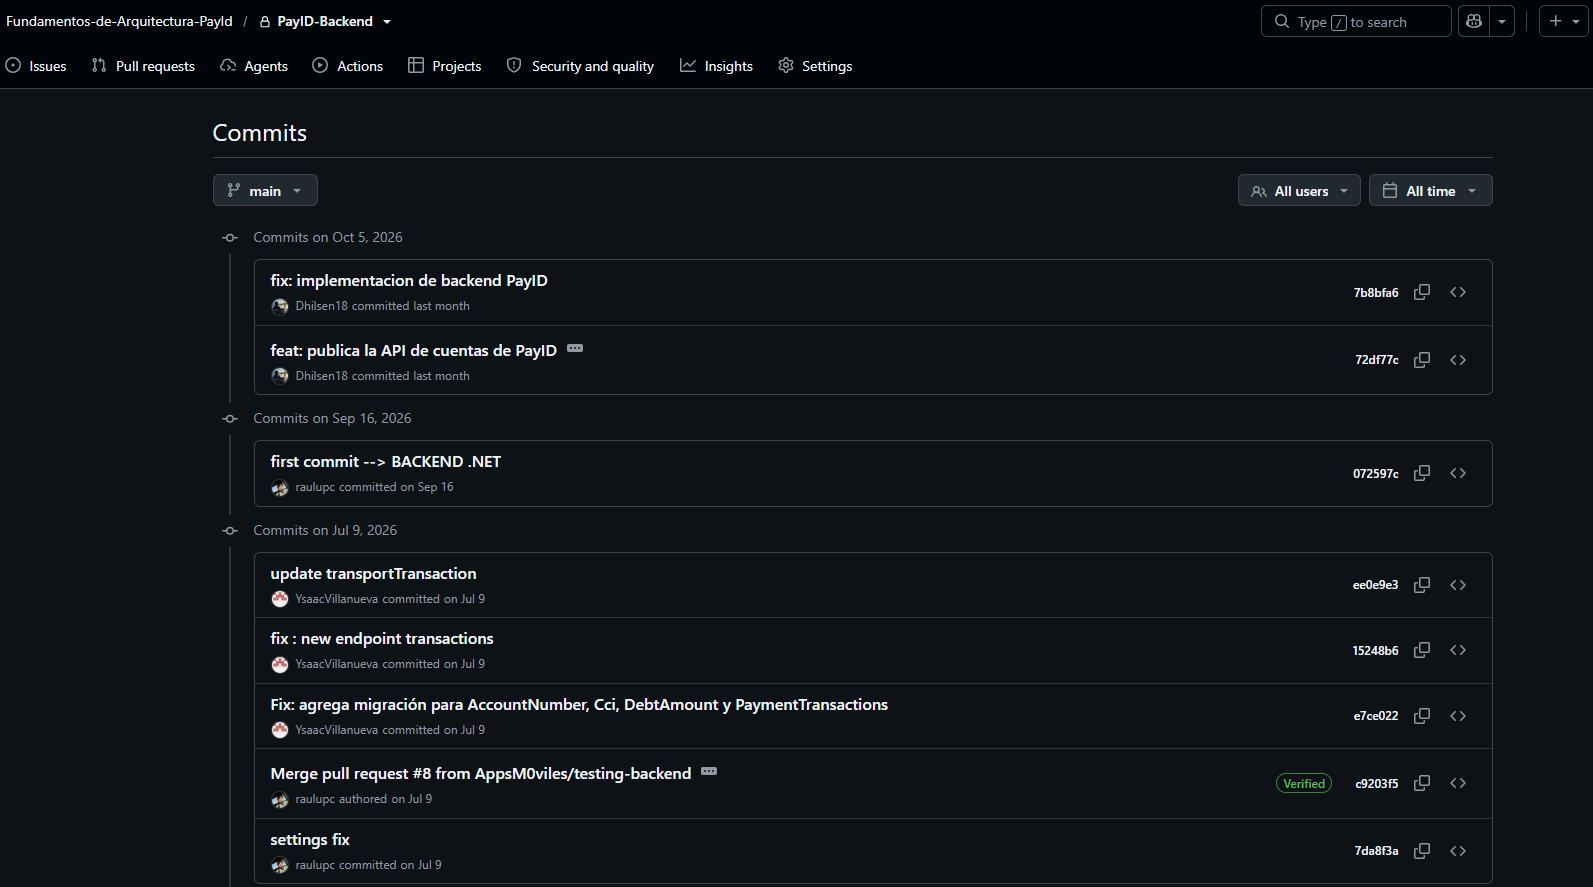 Fundamentos-de-Arquitectura-PayId / PayID-Backend
Type / to search
Issues Pull requests Agents Actions Projects Security and quality Insights Settings
Commits
main All users All time
Commits on Oct 5, 2026
fix: implementacion de backend PayID
Dhilsen18 committed last month
7b8bfa6
feat: publica la API de cuentas de PayID
Dhilsen18 committed last month
72df77c
Commits on Sep 16, 2026
first commit --> BACKEND .NET
raulupc committed on Sep 16
072597c
Commits on Jul 9, 2026
update transportTransaction
YsaacVillanueva committed on Jul 9
ee0e9e3
fix : new endpoint transactions
YsaacVillanueva committed on Jul 9
15248b6
Fix: agrega migración para AccountNumber, Cci, DebtAmount y PaymentTransactions
YsaacVillanueva committed on Jul 9
e7ce022
Merge pull request #8 from AppsM0viles/testing-backend
raulupc authored on Jul 9
Verified c9203f5
settings fix
raulupc committed on Jul 9
7da8f3a